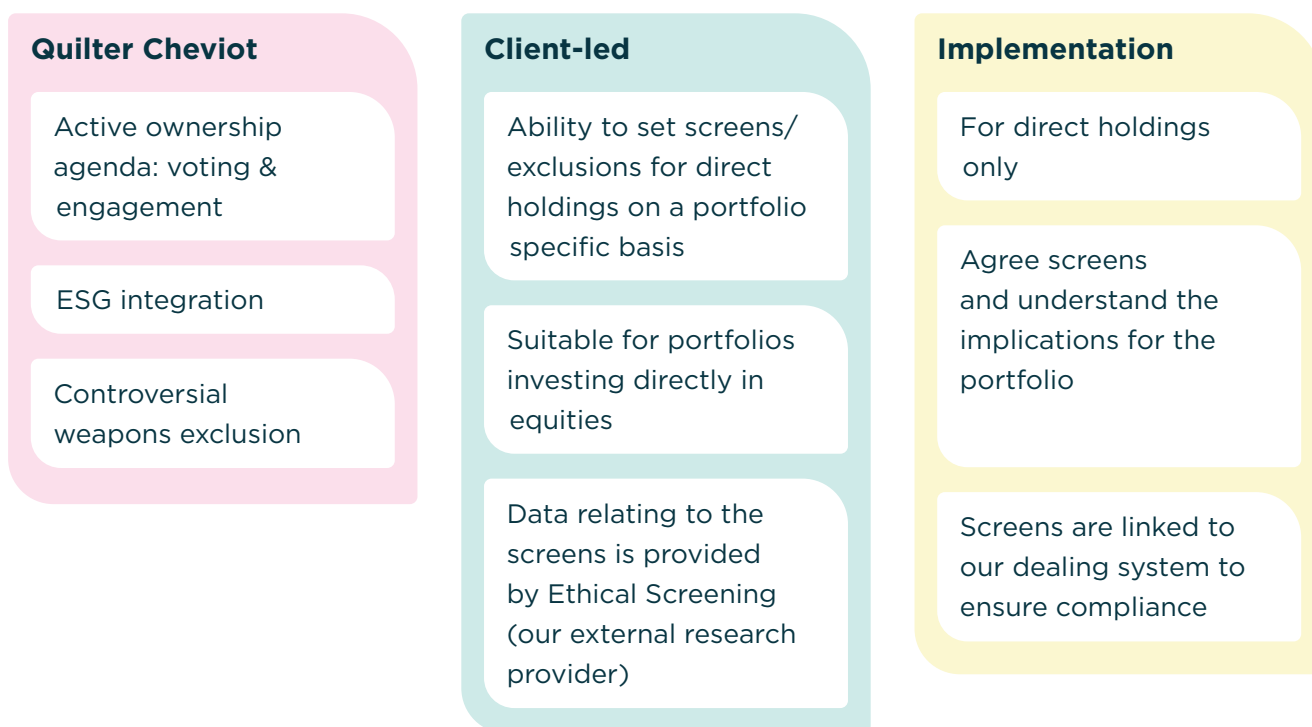 Quilter Cheviot
Active ownership
agenda: voting &
engagement
ESG integration
Controversial
weapons exclusion
Client-led
Ability to set screens/
exclusions for direct
holdings on a portfolio
specific basis
Suitable for portfolios
investing directly in
equities
Data relating to the
screens is provided
by Ethical Screening
(our external research
provider)
Implementation
For direct holdings
only
Agree screens
and understand the
implications for the
portfolio
Screens are linked to
our dealing system to
ensure compliance